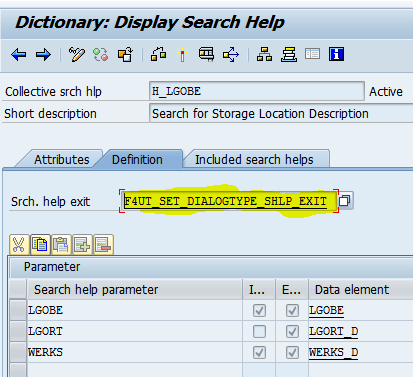 Dictionary: Display Search Help
Collective srch hlp H_LGOBE Active
Short description Search for Storage Location Description
Attributes Definition Included search helps
Srch. help exit F4UT_SET_DIALOGTYPE_SHLP_EXIT
Parameter
Search help parameter I... E... Data element
LGOBE LGOBE
LGORT LGORT_D
WERKS WERKS_D